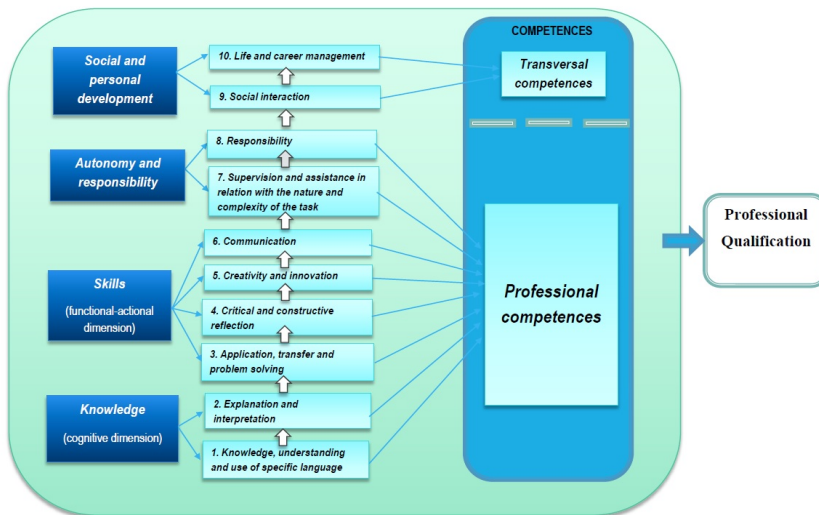 COMPETENCES
Social and
personal
development
10. Life and career management
9. Social interaction
Transversal
competences
Autonomy and
responsibility
8. Responsibility
7. Supervision and assistance in
relation with the nature and
complexity of the task
Skills
(functional-actional
dimension)
6. Communication
5. Creativity and innovation
4. Critical and constructive
reflection
3. Application, transfer and
problem solving
Professional
competences
Knowledge
(cognitive dimension)
2. Explanation and
interpretation
1. Knowledge, understanding
and use of specific language
Professional
Qualification